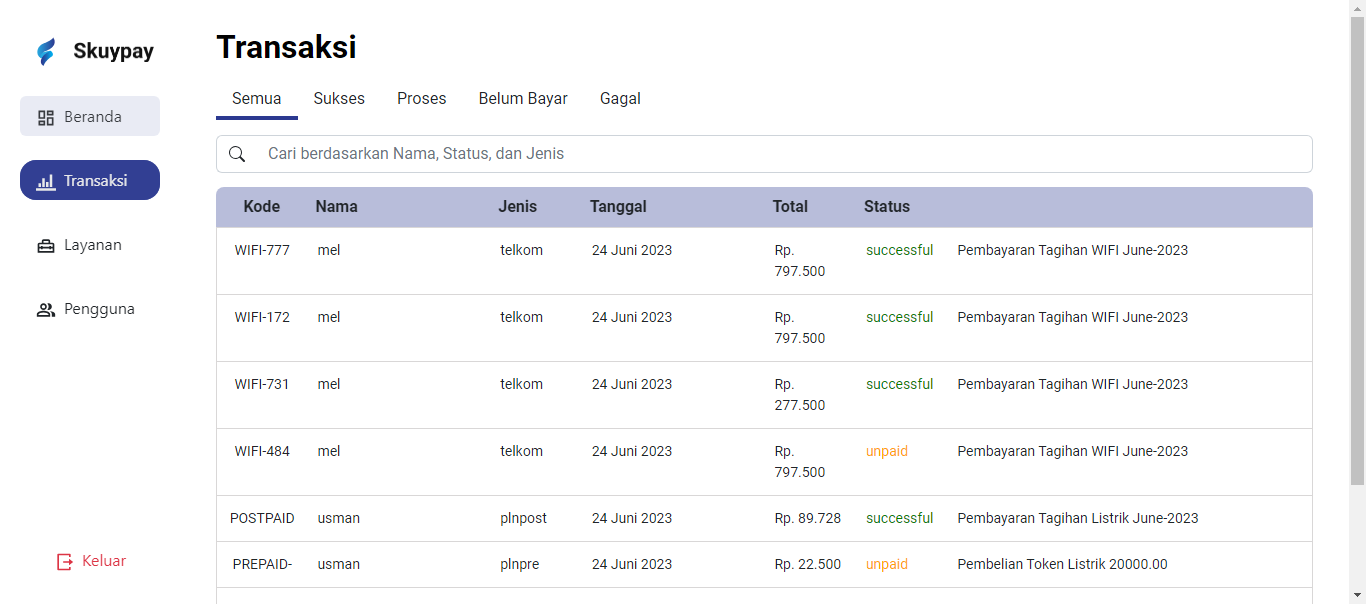 Skuypay
Beranda
Transaksi
Layanan
Pengguna
Keluar
Transaksi
Semua Sukses Proses Belum Bayar Gagal
Cari berdasarkan Nama, Status, dan Jenis
Kode Nama Jenis Tanggal Total Status
WIFI-777 mel telkom 24 Juni 2023 Rp. 797.500 successful Pembayaran Tagihan WIFI June-2023
WIFI-172 mel telkom 24 Juni 2023 Rp. 797.500 successful Pembayaran Tagihan WIFI June-2023
WIFI-731 mel telkom 24 Juni 2023 Rp. 277.500 successful Pembayaran Tagihan WIFI June-2023
WIFI-484 mel telkom 24 Juni 2023 Rp. 797.500 unpaid Pembayaran Tagihan WIFI June-2023
POSTPAID usman plnpost 24 Juni 2023 Rp. 89.728 successful Pembayaran Tagihan Listrik June-2023
PREPAID- usman plnpre 24 Juni 2023 Rp. 22.500 unpaid Pembelian Token Listrik 20000.00